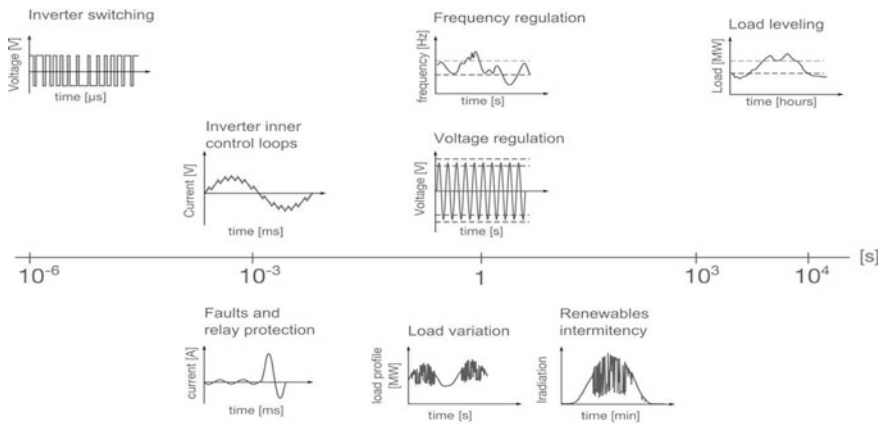 Inverter switching
Voltage [V]
time [µs]
Frequency regulation
frequency [Hz]
time [s]
Load leveling
Load [MW]
time [hours]
Inverter inner
control loops
Current [V]
time [ms]
Voltage regulation
Voltage [V]
time [s]
10-6
10-3
1
103
104
[s]
Faults and
relay protection
current [A]
time [ms]
Load variation
load profile
[MW]
time [s]
Renewables
intermitency
Iradiation
time [min]